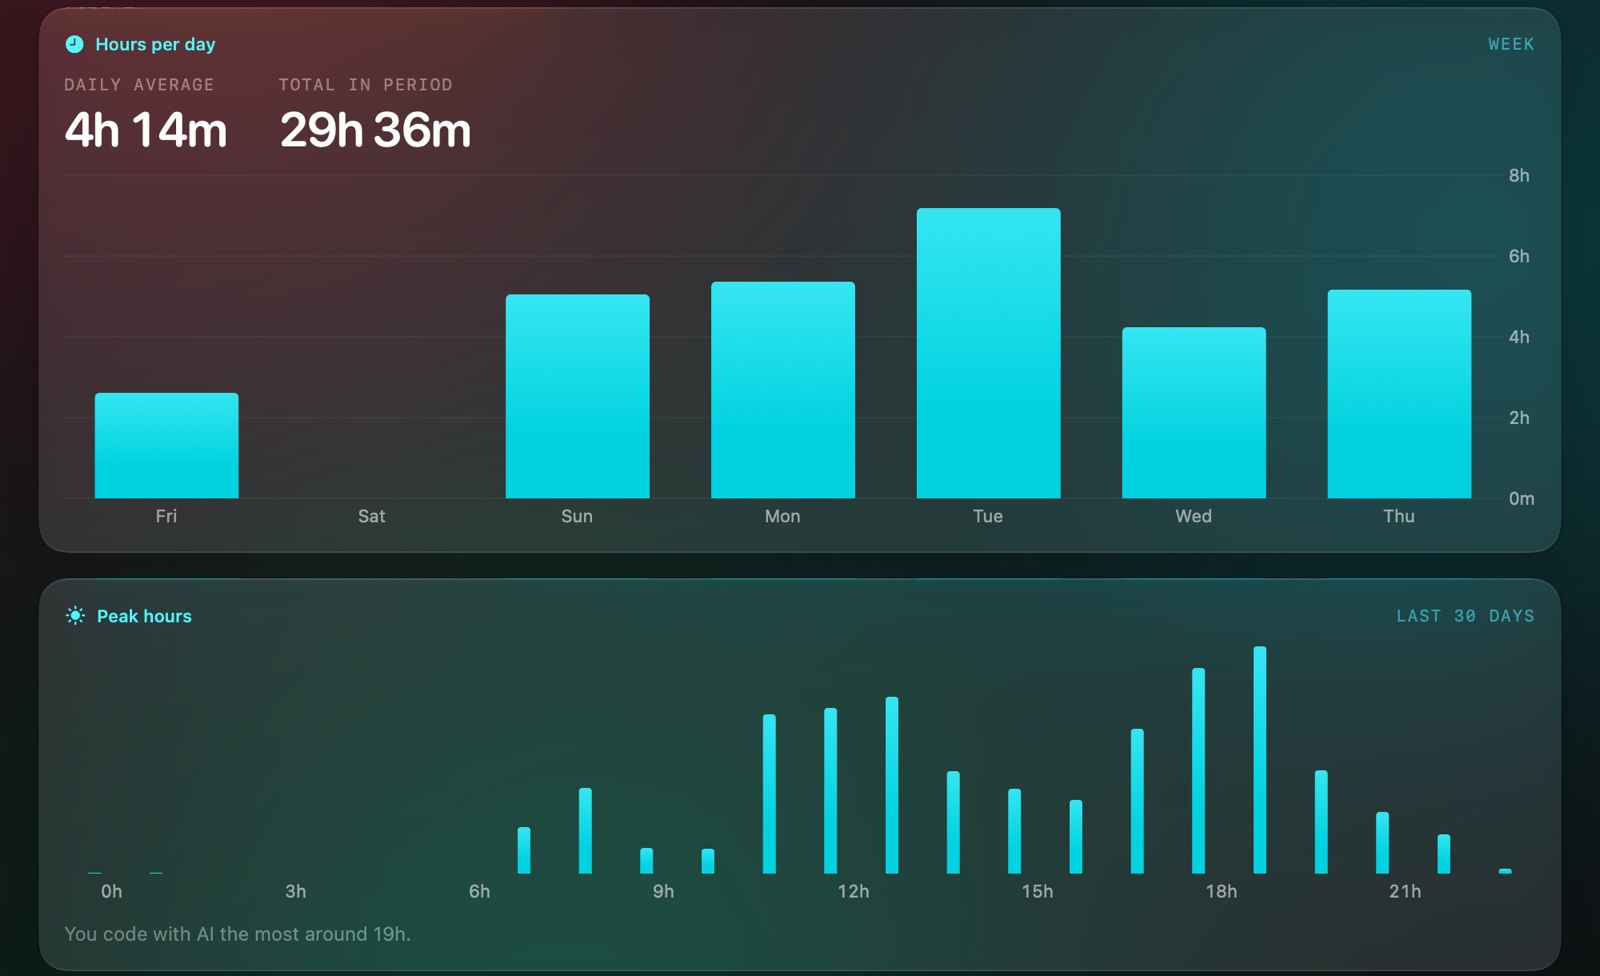 Hours per day
WEEK
DAILY AVERAGE
TOTAL IN PERIOD
4h 14m
29h 36m
8h
6h
4h
2h
0m
Fri
Sat
Sun
Mon
Tue
Wed
Thu
Peak hours
LAST 30 DAYS
0h
3h
6h
9h
12h
15h
18h
21h
You code with AI the most around 19h.